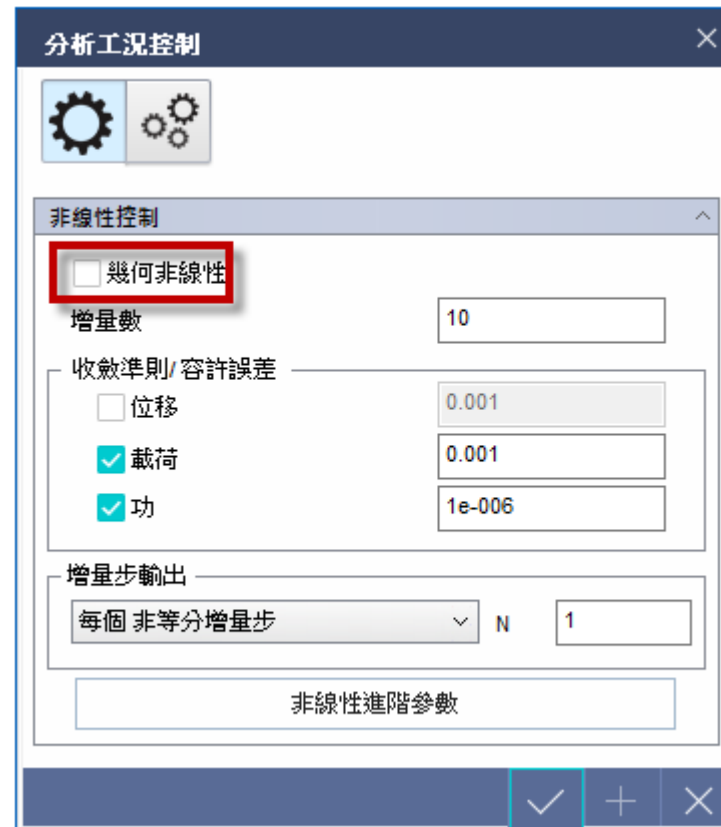 分析工況控制
非線性控制
幾何非線性
增量數 10
收斂準則/容許誤差
位移 0.001
載荷 0.001
功 1e-006
增量步輸出
每個 非等分增量步 N 1
非線性進階參數